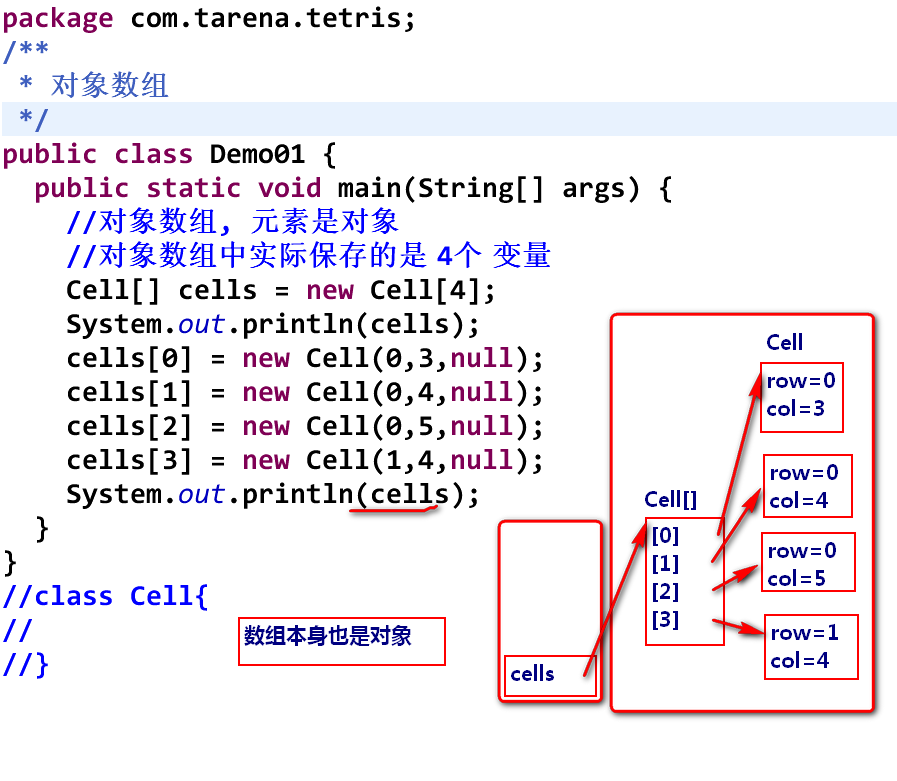 package com.tarena.tetris;
/**
 * 对象数组
 */
public class Demo01 {
  public static void main(String[] args) {
    //对象数组, 元素是对象
    //对象数组中实际保存的是 4个 变量
    Cell[] cells = new Cell[4];
    System.out.println(cells);
    cells[0] = new Cell(0,3,null);
    cells[1] = new Cell(0,4,null);
    cells[2] = new Cell(0,5,null);
    cells[3] = new Cell(1,4,null);
    System.out.println(cells);
  }
}
//class Cell{
//
//}
数组本身也是对象
cells
Cell[]
[0]
[1]
[2]
[3]
Cell
row=0
col=3
row=0
col=4
row=0
col=5
row=1
col=4